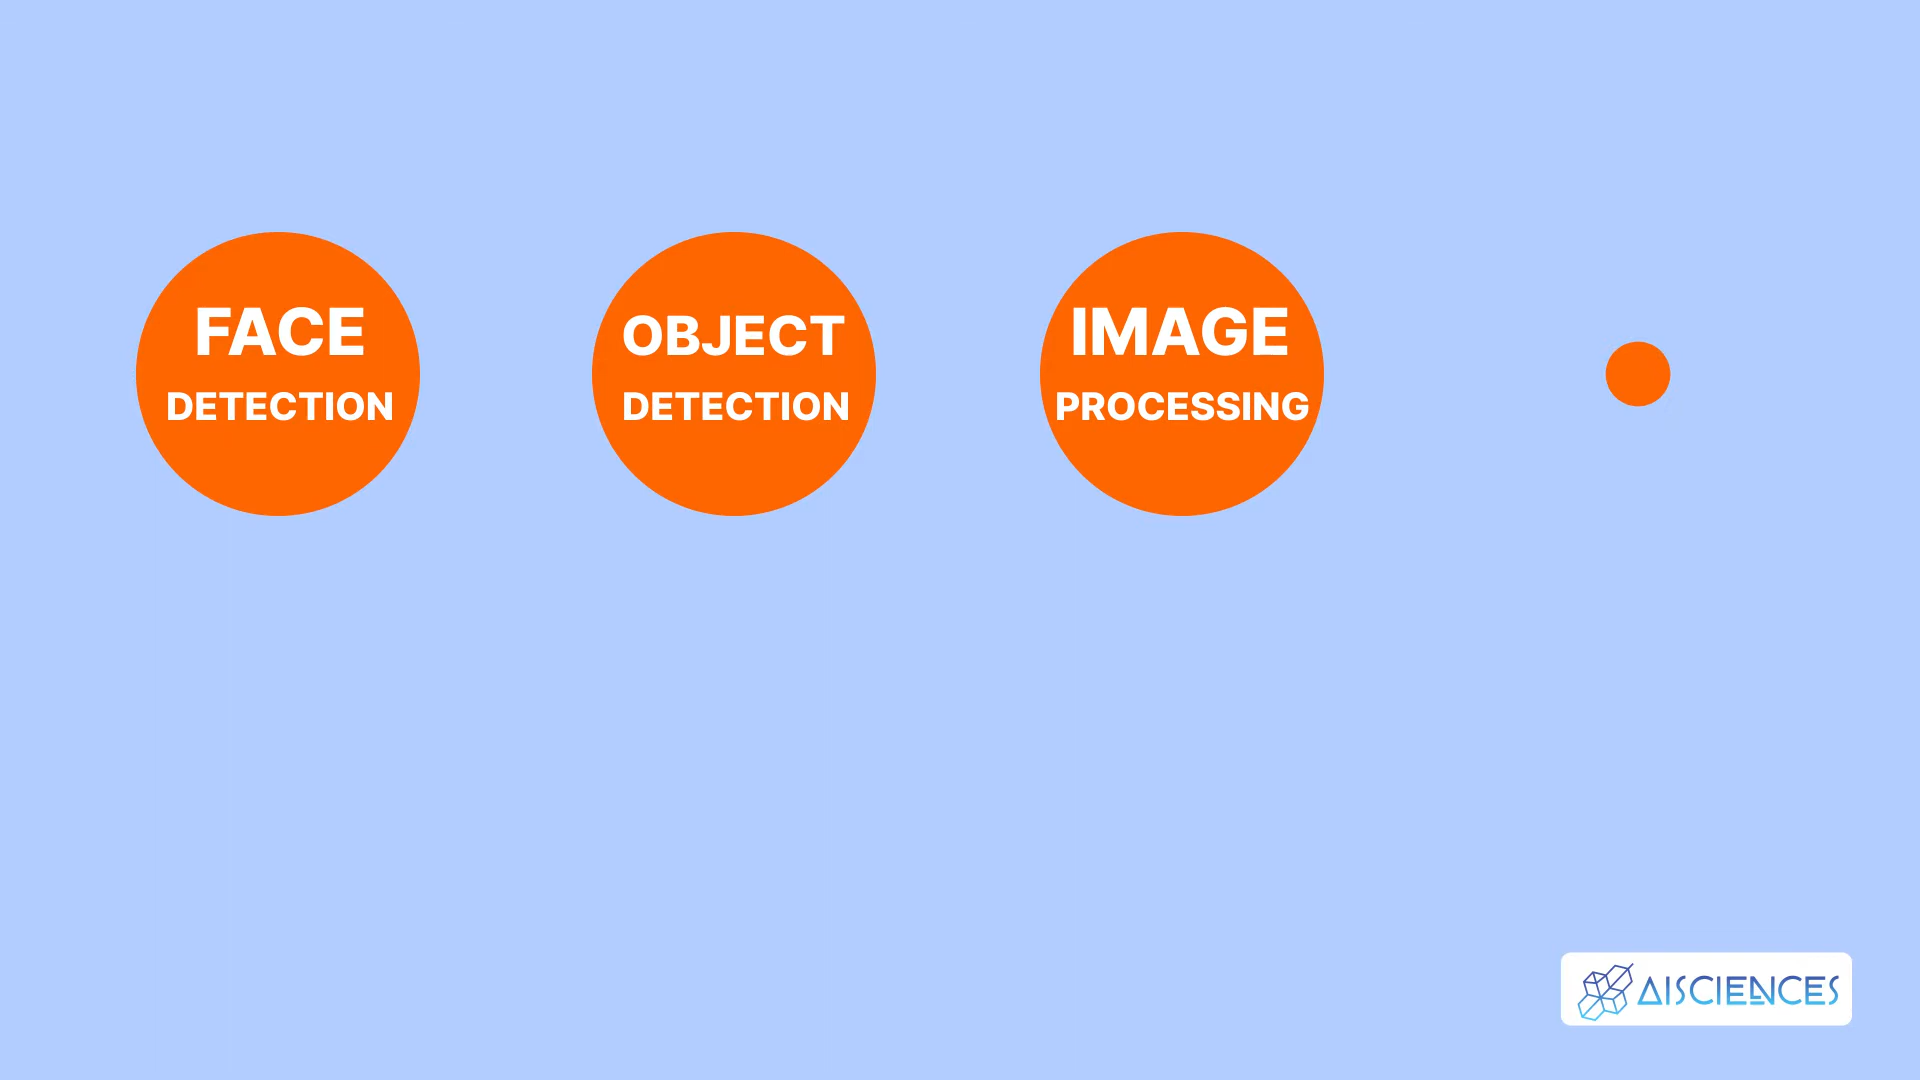 FACE
DETECTION
OBJECT
DETECTION
IMAGE
PROCESSING
AISCIENCES